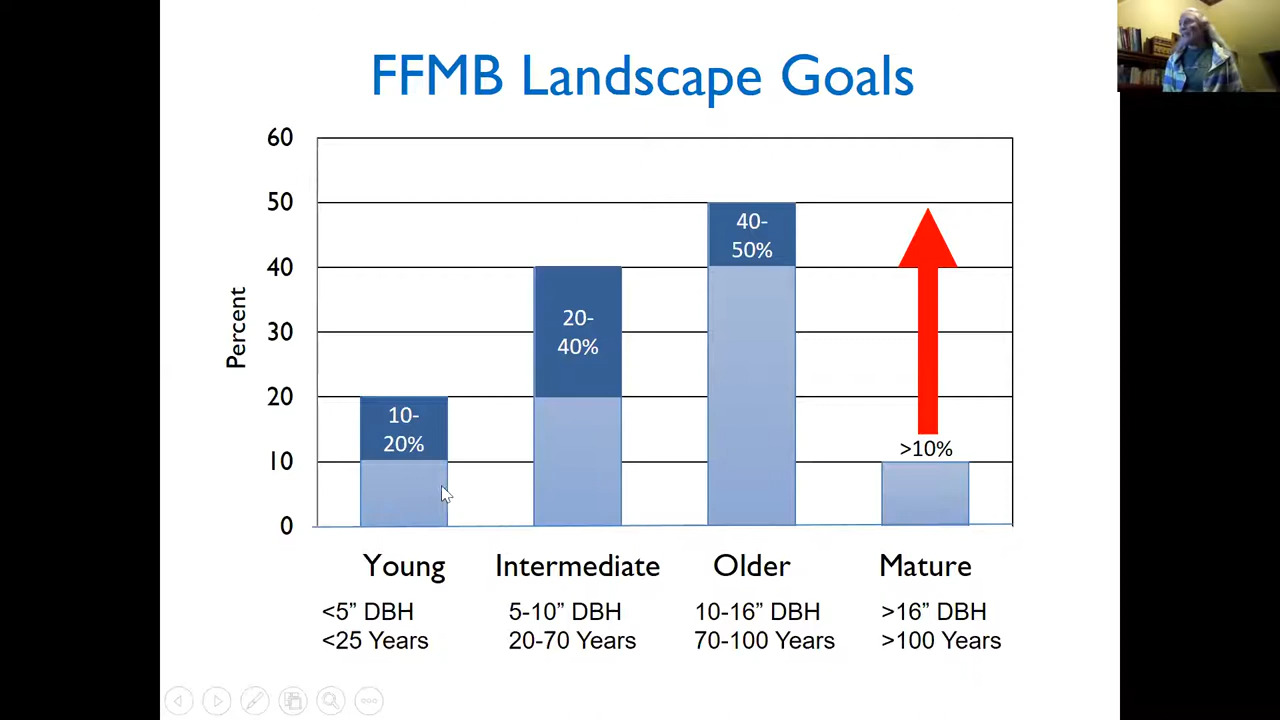 FFMB Landscape Goals
60
50
40
30
20
10
0
Percent
10-
20%
20-
40%
40-
50%
>10%
Young
Intermediate
Older
Mature
<5” DBH
5-10” DBH
10-16” DBH
>16” DBH
<25 Years
20-70 Years
70-100 Years
>100 Years